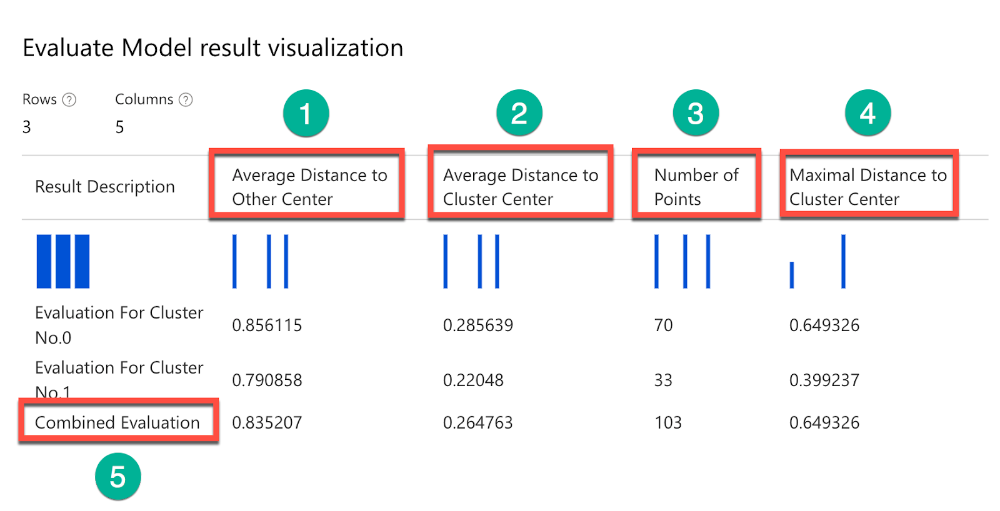 Evaluate Model result visualization
Rows ? Columns ?
3 5
1 2 3 4
Result Description
Average Distance to
Other Center
Average Distance to
Cluster Center
Number of
Points
Maximal Distance to
Cluster Center
Evaluation For Cluster
No.0
0.856115 0.285639 70 0.649326
Evaluation For Cluster
No.1
0.790858 0.22048 33 0.399237
Combined Evaluation 0.835207 0.264763 103 0.649326
5